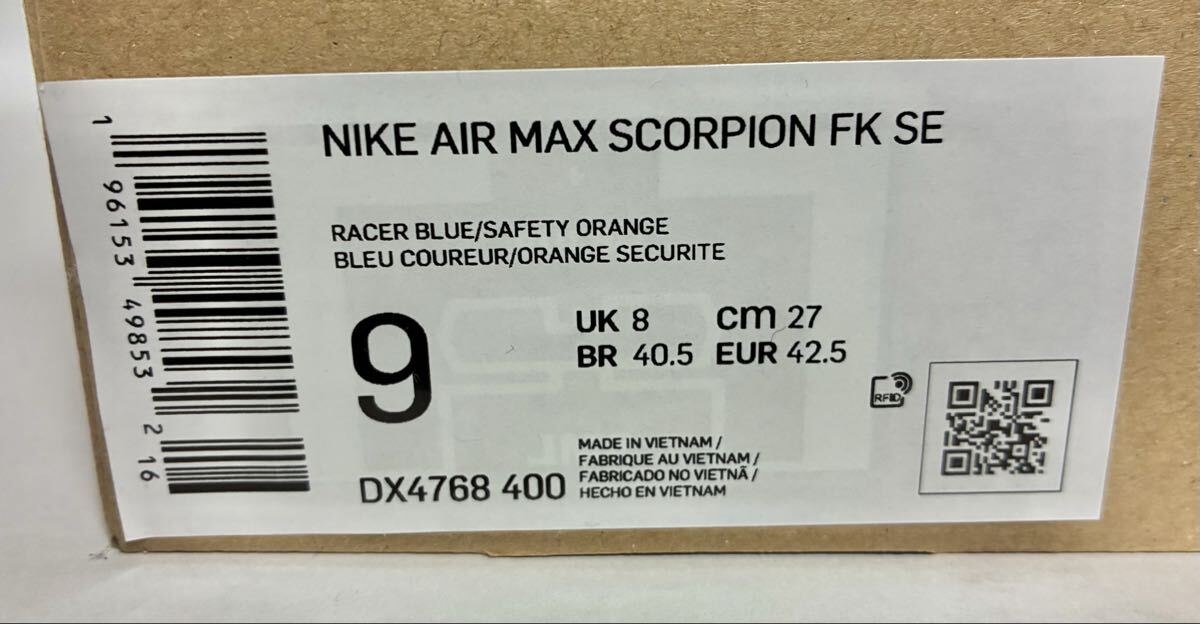 NIKE AIR MAX SCORPION FK SE
RACER BLUE/SAFETY ORANGE
BLEU COUREUR/ORANGE SECURITE
9
UK 8 cm 27
BR 40.5 EUR 42.5
RFID
MADE IN VIETNAM /
FABRIQUE AU VIETNAM /
FABRICADO NO VIETNÃ /
HECHO EN VIETNAM
DX4768 400
1 96153 49853 2 16